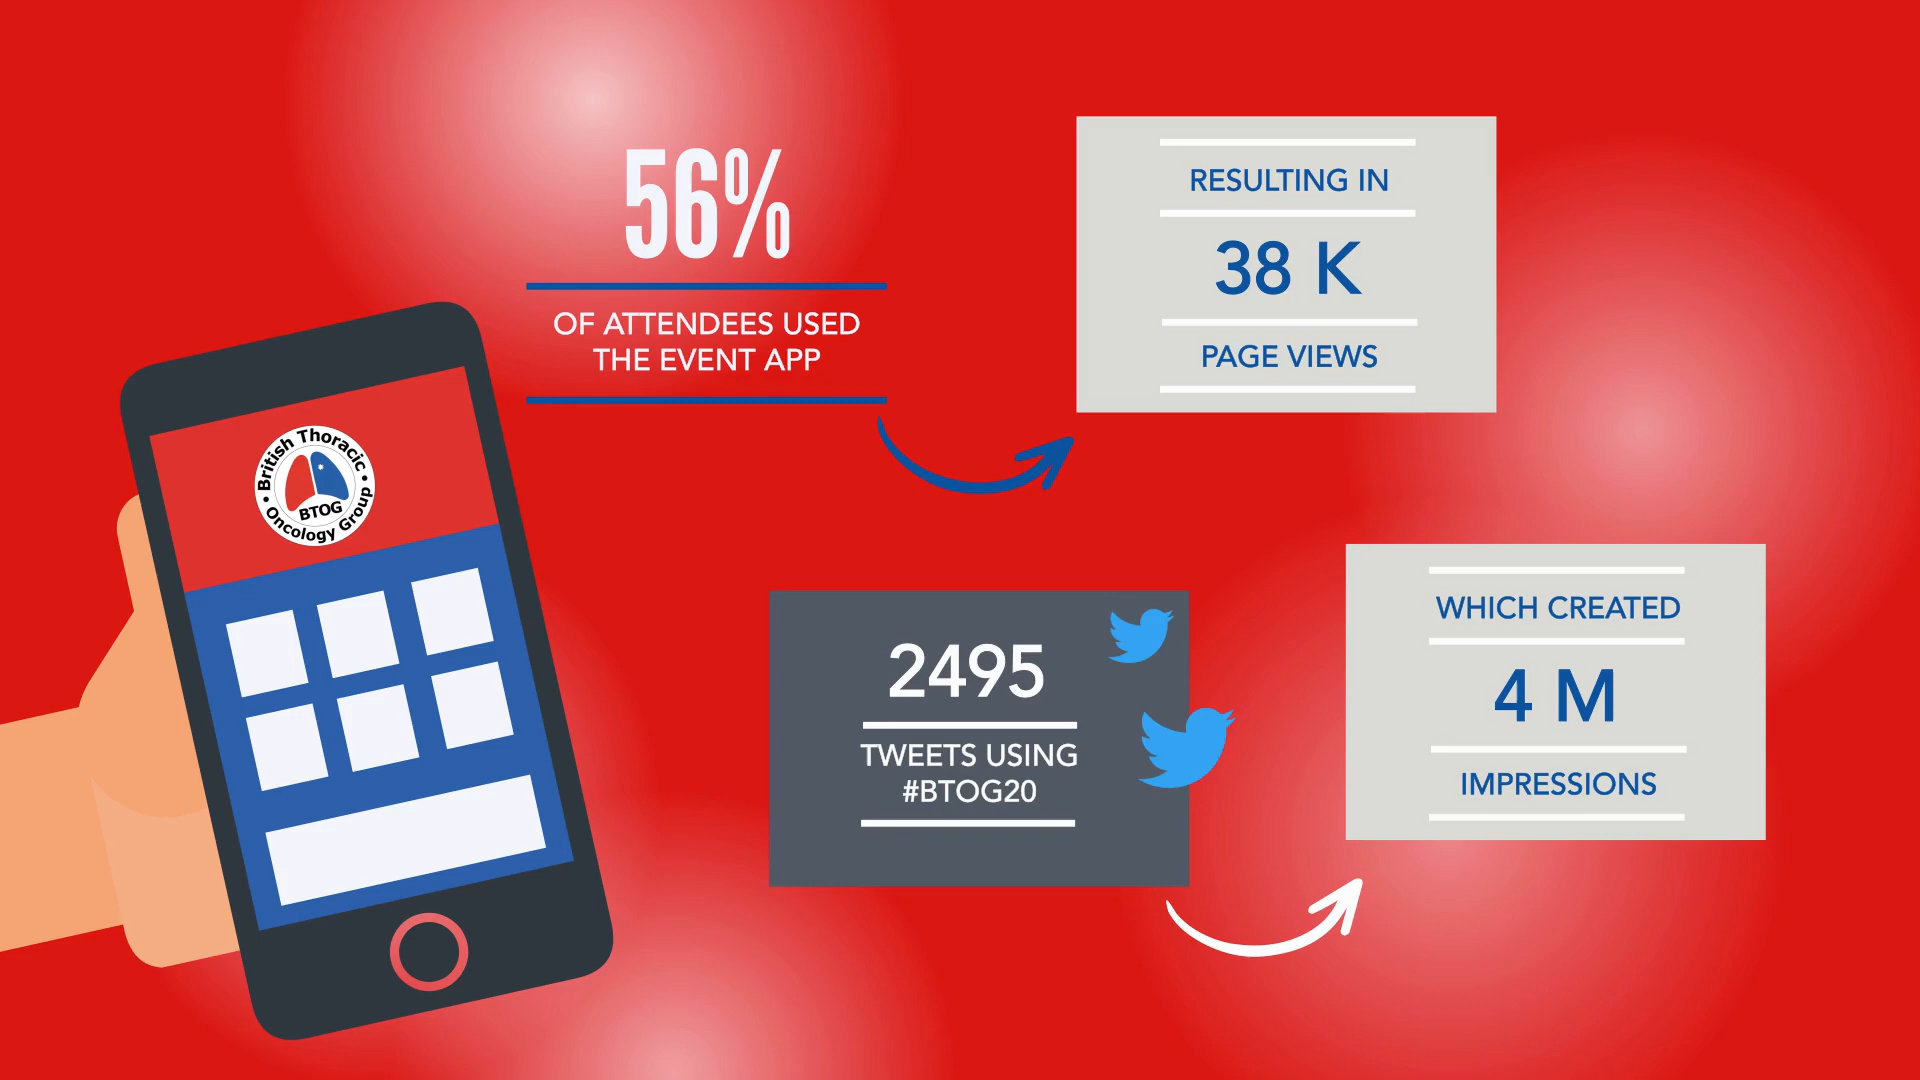 56%
OF ATTENDEES USED
THE EVENT APP
RESULTING IN
38 K
PAGE VIEWS
British Thoracic
Oncology Group
BTOG
2495
TWEETS USING
#BTOG20
WHICH CREATED
4 M
IMPRESSIONS